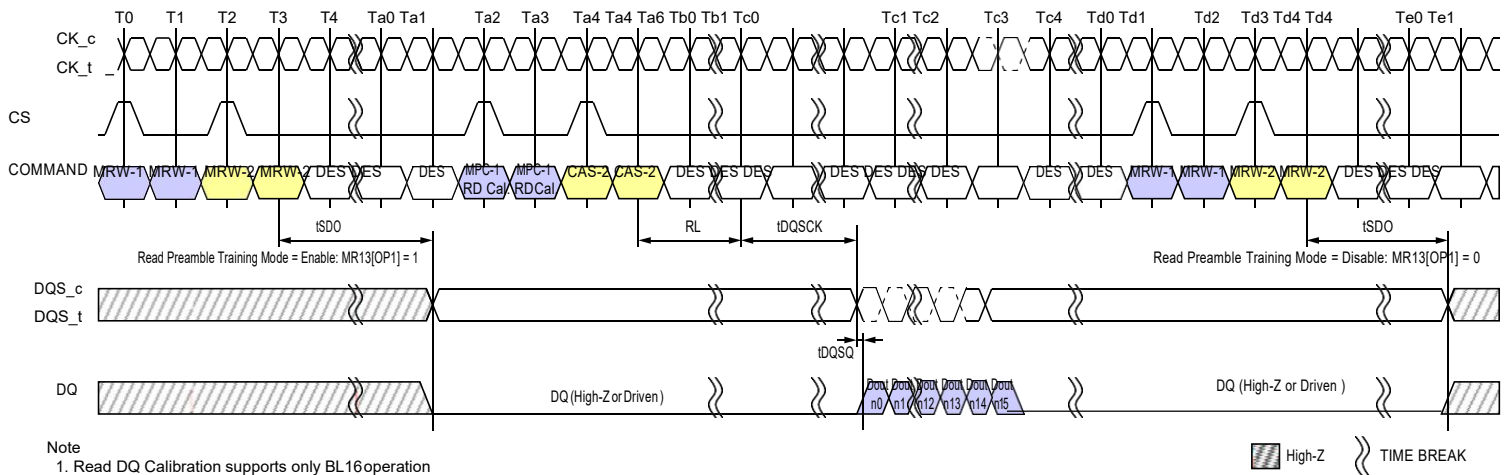 T0 T1 T2 T3 T4 Ta0 Ta1 Ta2 Ta3 Ta4 Ta4 Ta6 Tb0 Tb1 Tc0 Tc1 Tc2 Tc3 Tc4 Td0 Td1 Td2 Td3 Td4 Td4 Te0 Te1
CK_c
CK_t
CS
COMMAND MRW-1 MRW-1 MRW-2 MRW-2 DES DES DES MPC-1 RD Cal. MPC-1 RD Cal CAS-2 CAS-2 DES DES DES DES DES DES DES DES DES MRW-1 MRW-1 MRW-2 MRW-2 DES DES DES
tSDO RL tDQSCK tSDO
Read Preamble Training Mode = Enable: MR13[OP1] = 1 Read Preamble Training Mode = Disable: MR13[OP1] = 0
DQS_c
DQS_t
tDQSQ
DQ DQ (High-Z or Driven) Dout n0 Dout n1 Dout n12 Dout n13 Dout n14 Dout n15 DQ (High-Z or Driven )
Note
1. Read DQ Calibration supports only BL16 operation
High-Z TIME BREAK